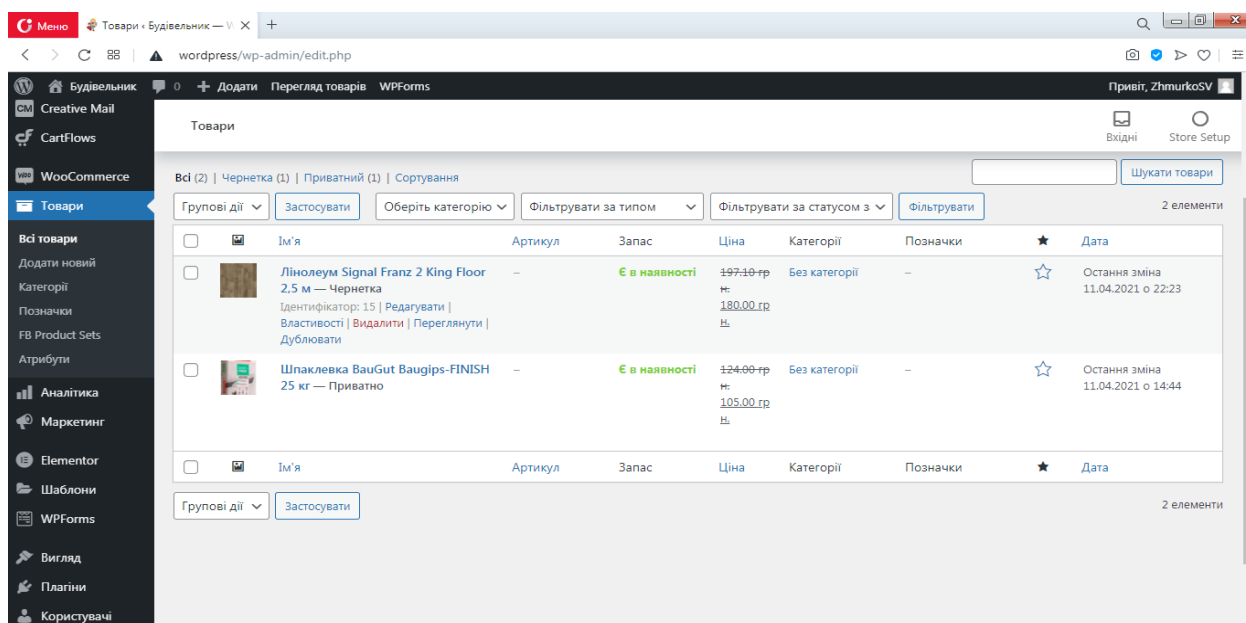 Меню Товари ‹ Будівельник — W
wordpress/wp-admin/edit.php
Будівельник 0 Додати Перегляд товарів WPForms Привіт, ZhmurkoSV
CM Creative Mail
CartFlows
Woo WooCommerce
Товари
Всі товари
Додати новий
Категорії
Позначки
FB Product Sets
Атрибути
Аналітика
Маркетинг
Elementor
Шаблони
WPForms
Вигляд
Плагіни
Користувачі
Товари Вхідні Store Setup
Всі (2) | Чернетка (1) | Приватний (1) | Сортування Шукати товари
Групові дії Застосувати Оберіть категорію Фільтрувати за типом Фільтрувати за статусом з Фільтрувати 2 елементи
Ім'я Артикул Запас Ціна Категорії Позначки Дата
Лінолеум Signal Franz 2 King Floor – Є в наявності 197.10 гр Без категорії – Остання зміна
2,5 м — Чернетка н. 11.04.2021 о 22:23
Ідентифікатор: 15 | Редагувати | 180.00 гр
Властивості | Видалити | Переглянути | н.
Дублювати
Шпаклевка BauGut Baugips-FINISH – Є в наявності 124.00 гр Без категорії – Остання зміна
25 кг — Приватно н. 11.04.2021 о 14:44
105.00 гр
н.
Ім'я Артикул Запас Ціна Категорії Позначки Дата
Групові дії Застосувати 2 елементи